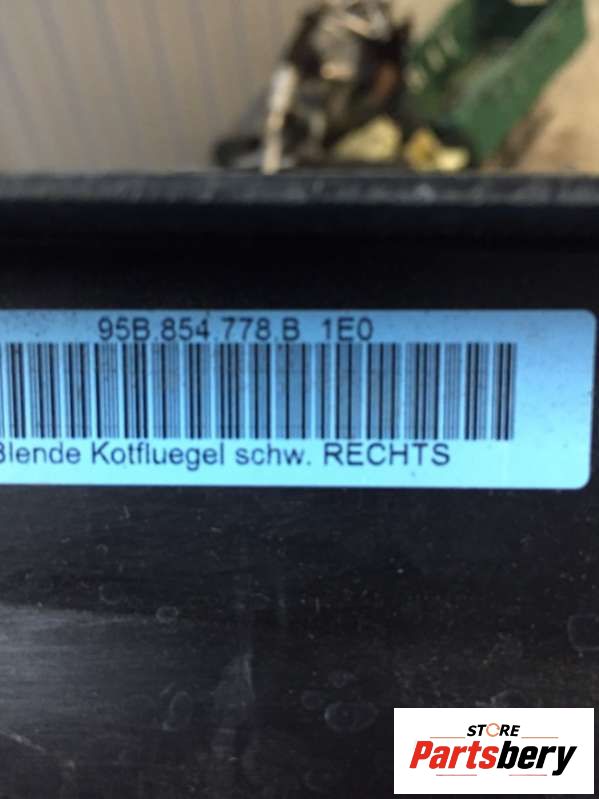 95B.854.778.B 1E0
Blende Kotfluegel schw. RECHTS
STORE
Partsbery